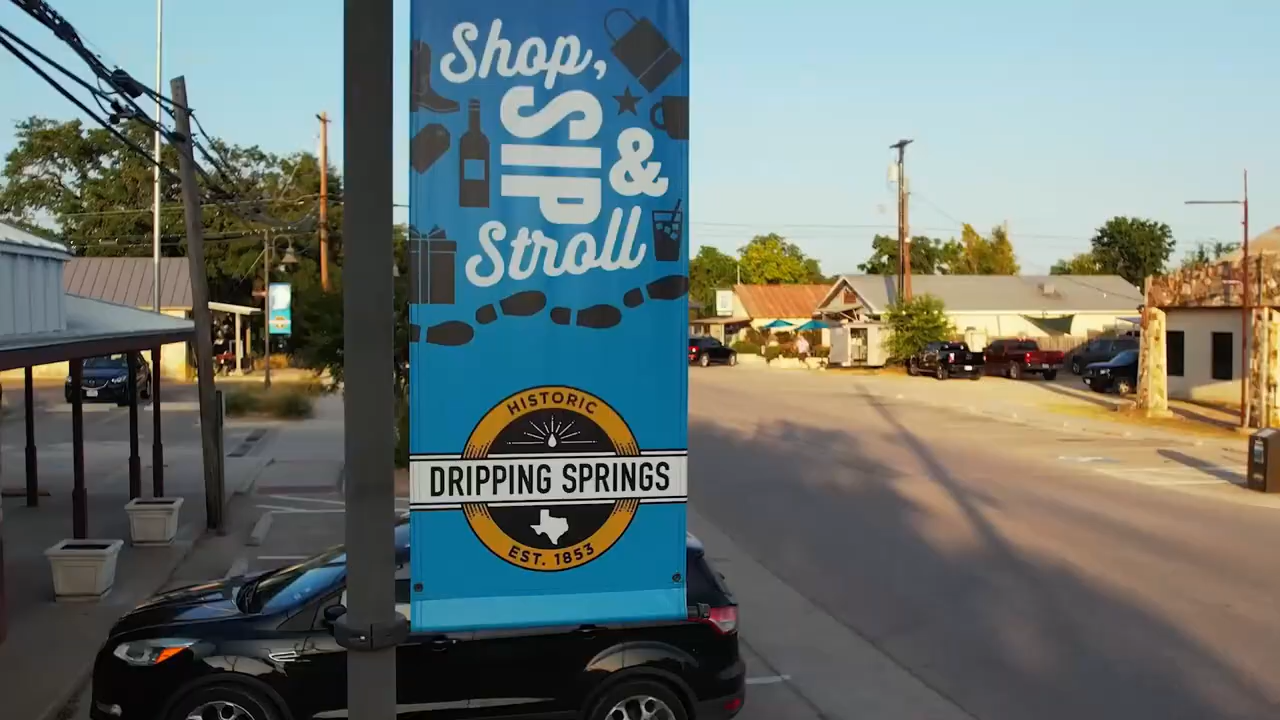 Shop,
SIP
&
Stroll
HISTORIC
DRIPPING SPRINGS
EST. 1853